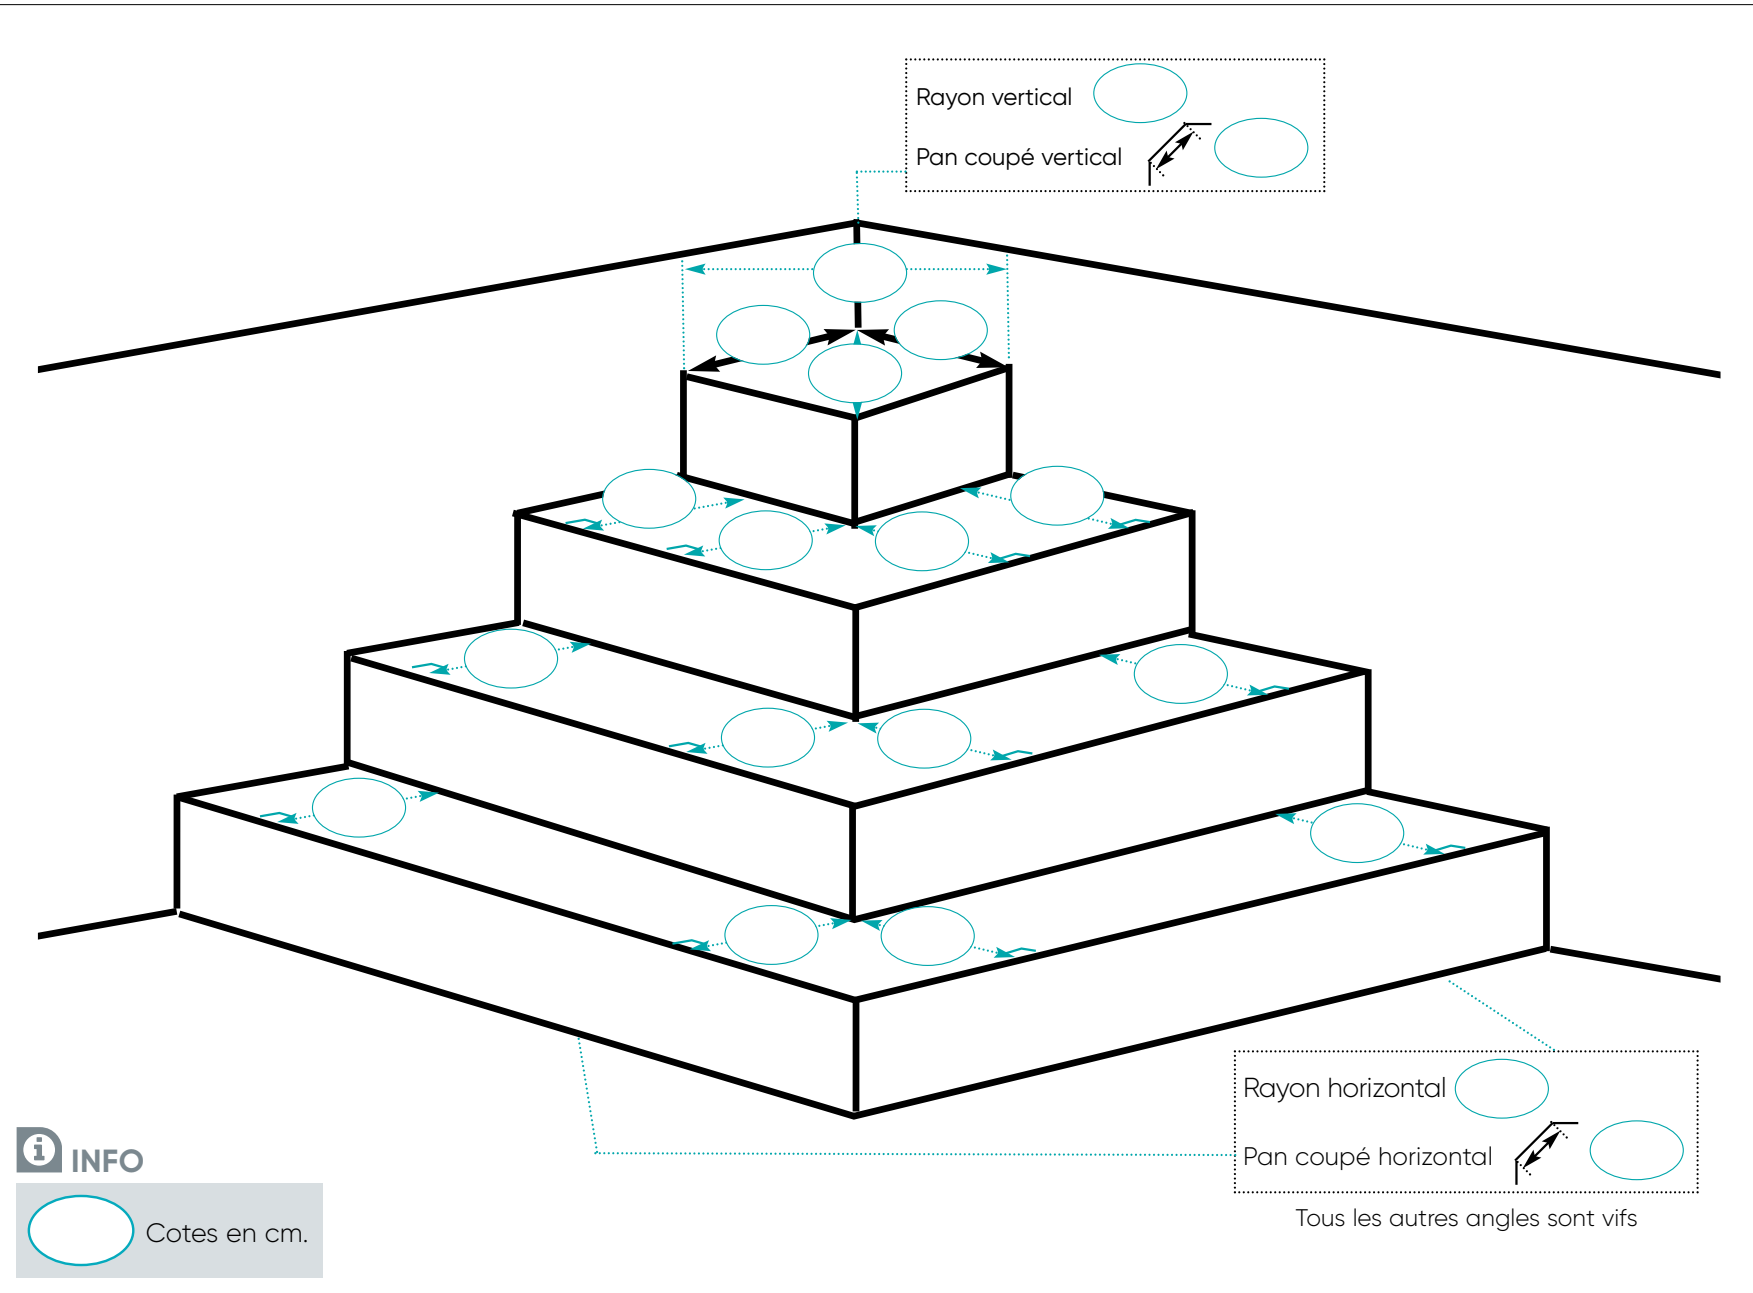 Rayon vertical
Pan coupé vertical
Rayon horizontal
Pan coupé horizontal
Tous les autres angles sont vifs
i INFO
Cotes en cm.